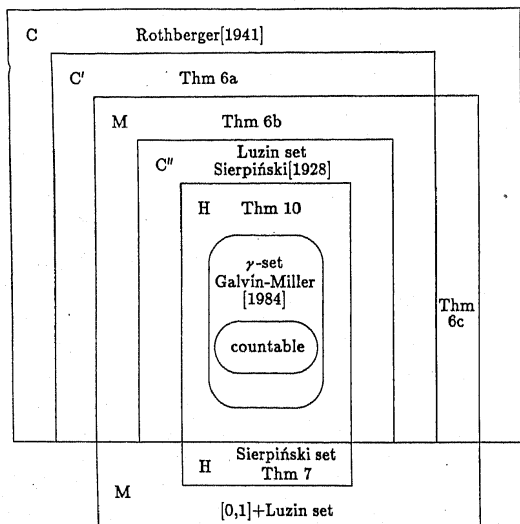 C Rothberger[1941]
C′ Thm 6a
M Thm 6b
Luzin set
C″ Sierpiński[1928]
H Thm 10
γ-set
Galvin-Miller
[1984]
Thm
6c
countable
Sierpiński set
H Thm 7
M
[0,1]+Luzin set